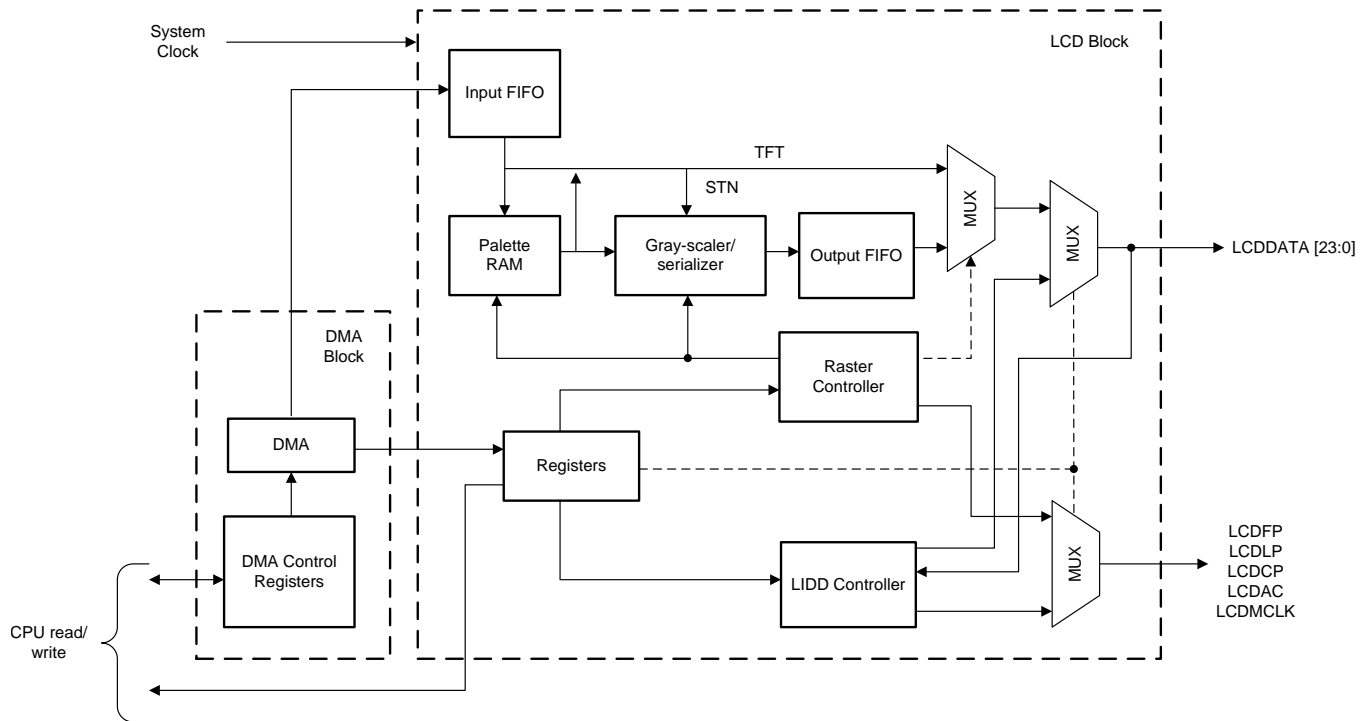 System
Clock
LCD Block
Input FIFO
TFT
STN
MUX
MUX
Palette
RAM
Gray-scaler/
serializer
Output FIFO
LCDDATA [23:0]
DMA
Block
Raster
Controller
DMA
Registers
DMA Control
Registers
LIDD Controller
MUX
LCDFP
LCDLP
LCDCP
LCDAC
LCDMCLK
CPU read/
write